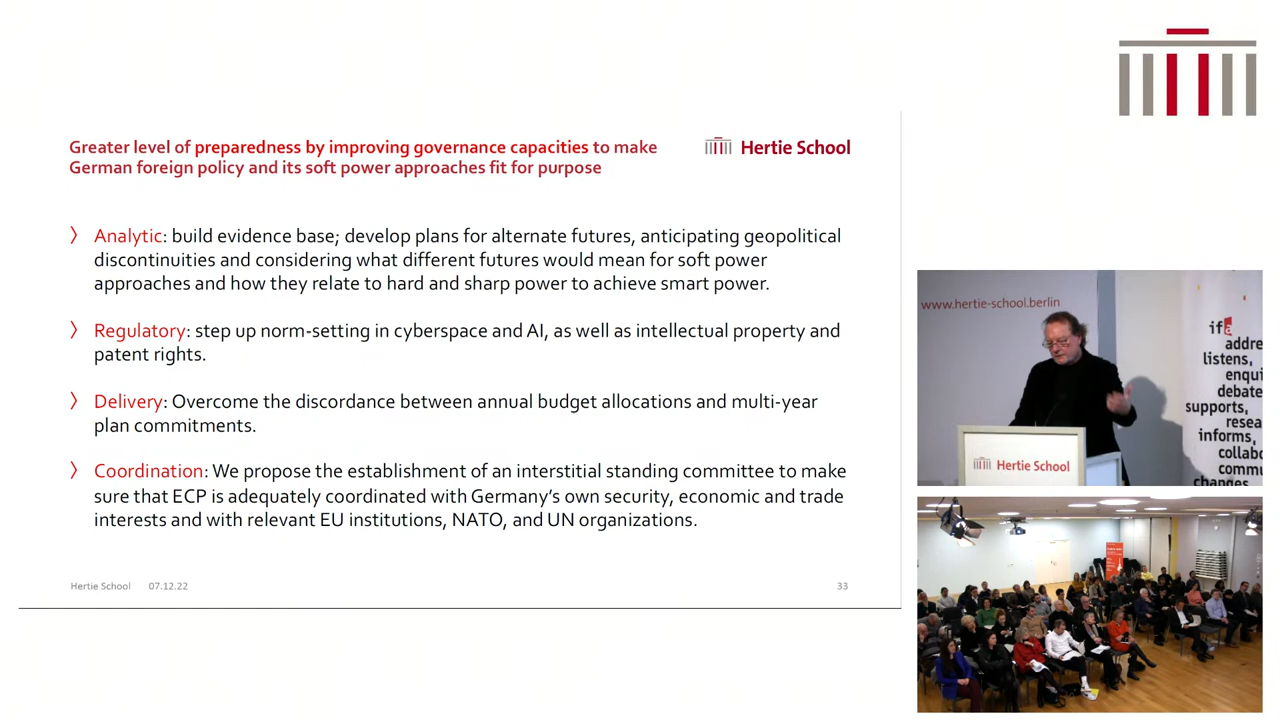 Greater level of preparedness by improving governance capacities to make
German foreign policy and its soft power approaches fit for purpose
Hertie School
〉 Analytic: build evidence base; develop plans for alternate futures, anticipating geopolitical
discontinuities and considering what different futures would mean for soft power
approaches and how they relate to hard and sharp power to achieve smart power.
〉 Regulatory: step up norm-setting in cyberspace and AI, as well as intellectual property and
patent rights.
〉 Delivery: Overcome the discordance between annual budget allocations and multi-year
plan commitments.
〉 Coordination: We propose the establishment of an interstitial standing committee to make
sure that ECP is adequately coordinated with Germany's own security, economic and trade
interests and with relevant EU institutions, NATO, and UN organizations.
Hertie School 07.12.22 33
www.hertie-school.berlin
ifa
addre
listens,
enqui
debate
supports,
resea
informs,
collabo
commu
changes
Hertie School